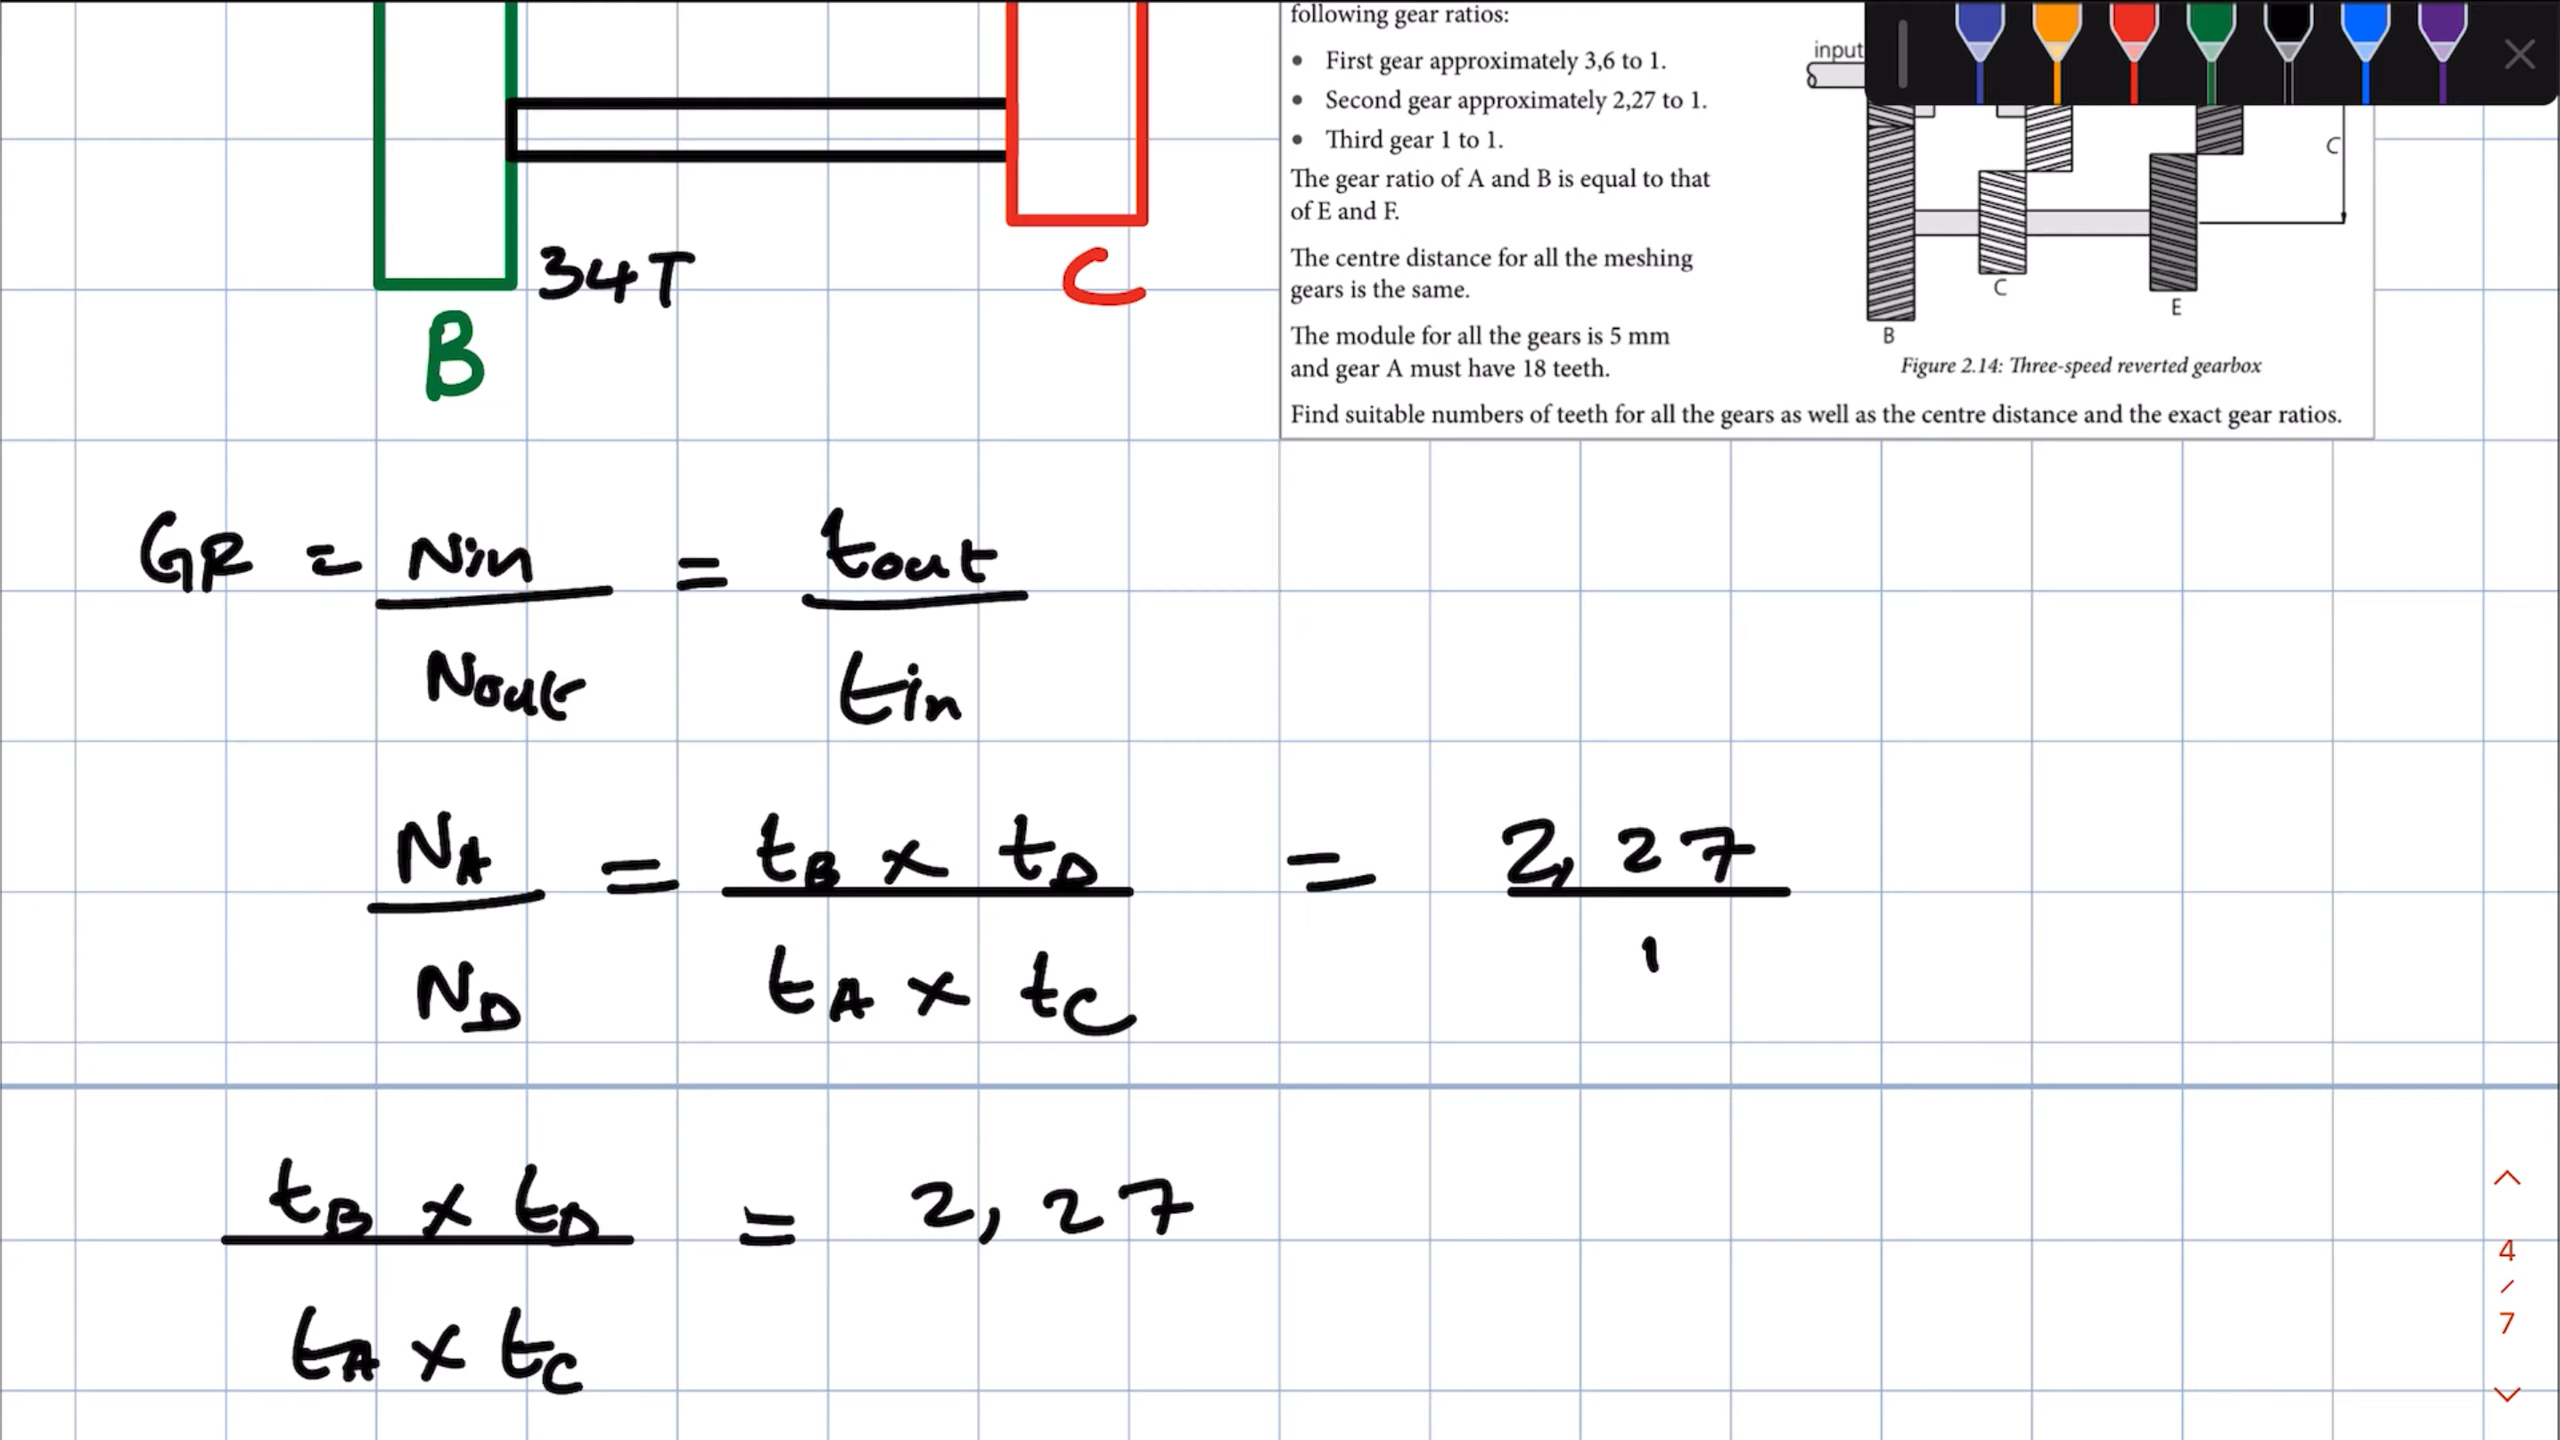 following gear ratios:
• First gear approximately 3,6 to 1.
• Second gear approximately 2,27 to 1.
• Third gear 1 to 1.
The gear ratio of A and B is equal to that
of E and F.
The centre distance for all the meshing
gears is the same.
The module for all the gears is 5 mm
and gear A must have 18 teeth.
Find suitable numbers of teeth for all the gears as well as the centre distance and the exact gear ratios.
input
C
C
E
B
Figure 2.14: Three-speed reverted gearbox
34T
C
B
GR = Nin / Nout = tout / tin
NA / ND = tB × tD / tA × tC = 2,27 / 1
tB × tD / tA × tC = 2,27
4
/
7